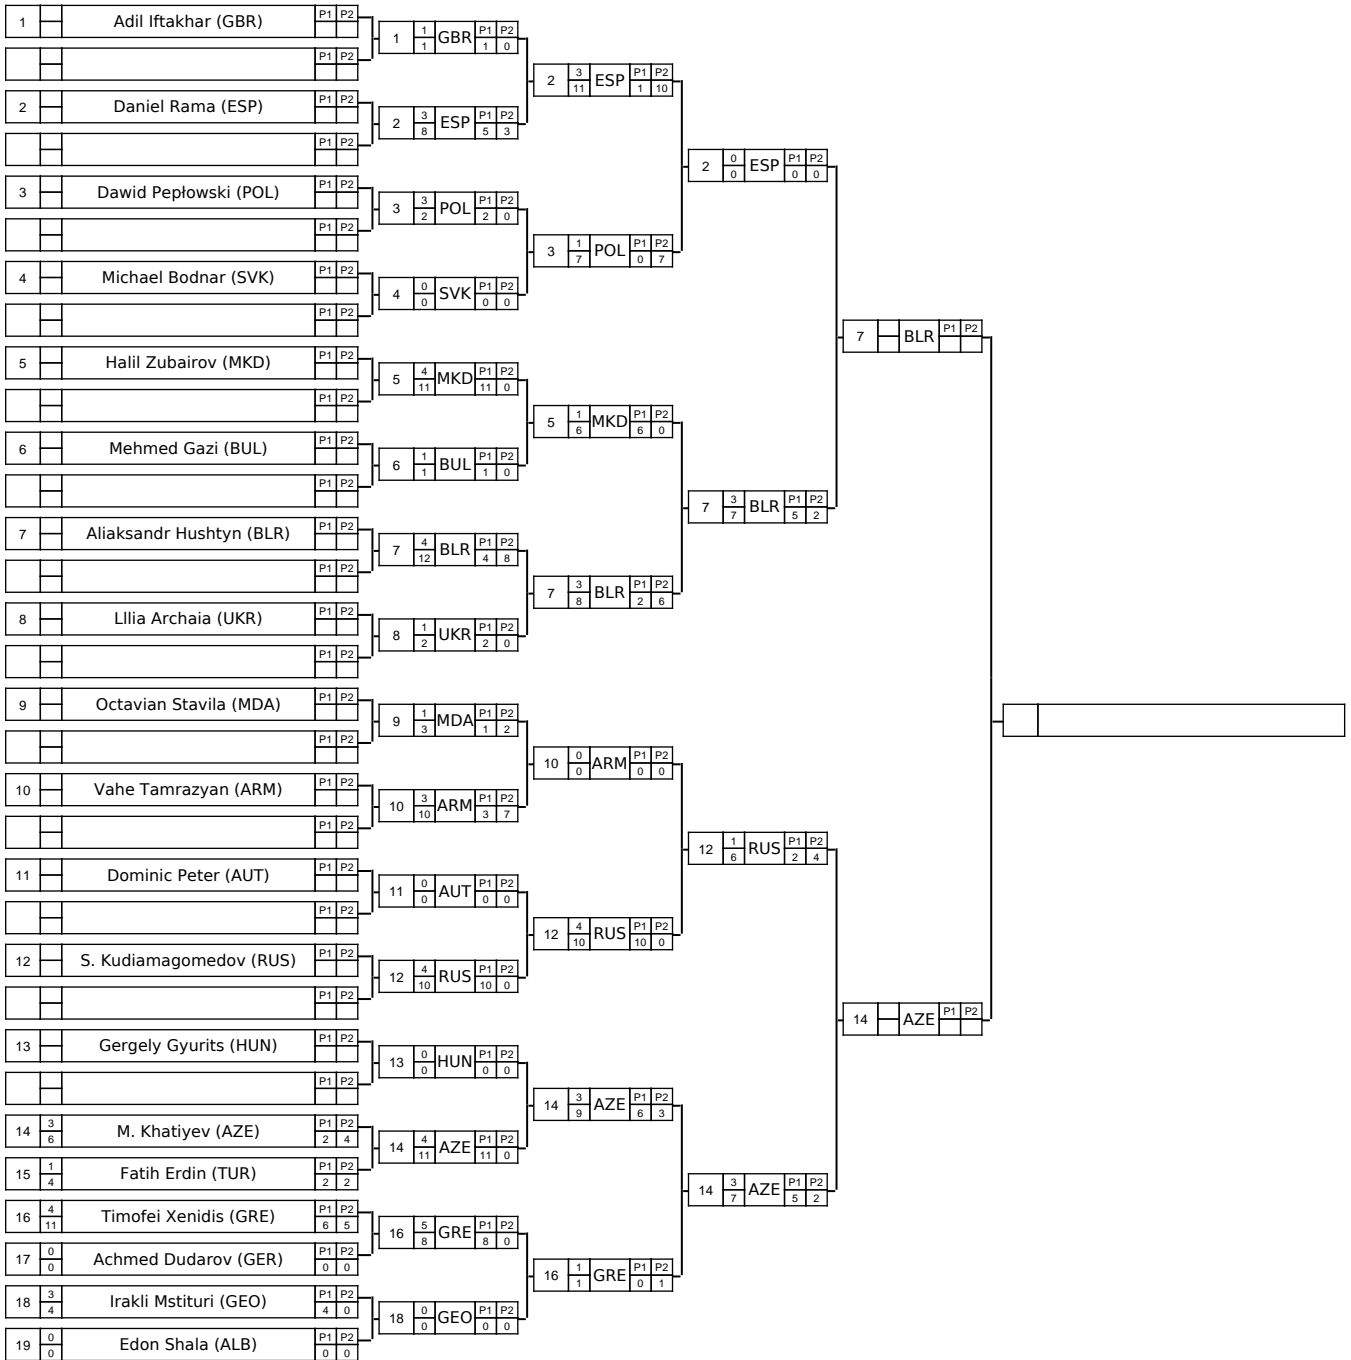 1 Adil Iftakhar (GBR) P1 P2
P1 P2
2 Daniel Rama (ESP) P1 P2
P1 P2
3 Dawid Pepłowski (POL) P1 P2
P1 P2
4 Michael Bodnar (SVK) P1 P2
P1 P2
5 Halil Zubairov (MKD) P1 P2
P1 P2
6 Mehmed Gazi (BUL) P1 P2
P1 P2
7 Aliaksandr Hushtyn (BLR) P1 P2
P1 P2
8 Lllia Archaia (UKR) P1 P2
P1 P2
9 Octavian Stavila (MDA) P1 P2
P1 P2
10 Vahe Tamrazyan (ARM) P1 P2
P1 P2
11 Dominic Peter (AUT) P1 P2
P1 P2
12 S. Kudiamagomedov (RUS) P1 P2
P1 P2
13 Gergely Gyurits (HUN) P1 P2
P1 P2
14 3 6 M. Khatiyev (AZE) P1 P2 2 4
15 1 4 Fatih Erdin (TUR) P1 P2 2 2
16 4 11 Timofei Xenidis (GRE) P1 P2 6 5
17 0 0 Achmed Dudarov (GER) P1 P2 0 0
18 3 4 Irakli Mstituri (GEO) P1 P2 4 0
19 0 0 Edon Shala (ALB) P1 P2 0 0
1 1 1 GBR P1 P2 1 0
2 3 8 ESP P1 P2 5 3
3 3 2 POL P1 P2 2 0
4 0 0 SVK P1 P2 0 0
5 4 11 MKD P1 P2 11 0
6 1 1 BUL P1 P2 1 0
7 4 12 BLR P1 P2 4 8
8 1 2 UKR P1 P2 2 0
9 1 3 MDA P1 P2 1 2
10 3 10 ARM P1 P2 3 7
11 0 0 AUT P1 P2 0 0
12 4 10 RUS P1 P2 10 0
13 0 0 HUN P1 P2 0 0
14 4 11 AZE P1 P2 11 0
16 5 8 GRE P1 P2 8 0
18 0 0 GEO P1 P2 0 0
2 3 11 ESP P1 P2 1 10
3 1 7 POL P1 P2 0 7
5 1 6 MKD P1 P2 6 0
7 3 8 BLR P1 P2 2 6
10 0 0 ARM P1 P2 0 0
12 4 10 RUS P1 P2 10 0
14 3 9 AZE P1 P2 6 3
16 1 1 GRE P1 P2 0 1
2 0 0 ESP P1 P2 0 0
7 3 7 BLR P1 P2 5 2
12 1 6 RUS P1 P2 2 4
14 3 7 AZE P1 P2 5 2
7 BLR P1 P2
14 AZE P1 P2